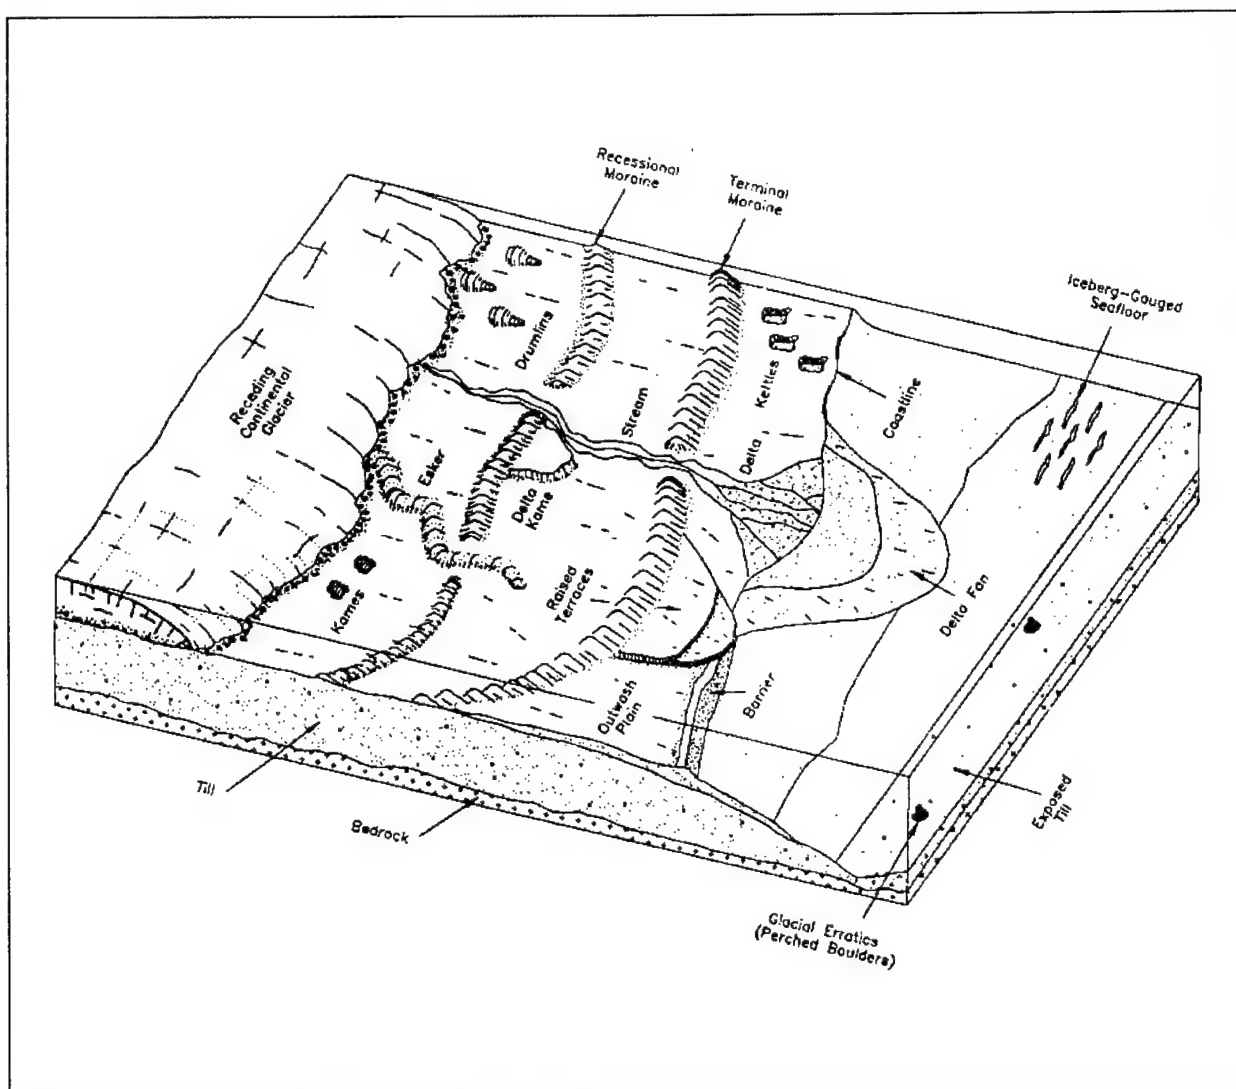 Recessional
Moraine
Terminal
Moraine
Iceberg-Gouged
Seafloor
Drumlins
Receding
Continental
Glacier
Stream
Kettles
Coastline
Esker
Delta
Kame
Delta
Kames
Raised
Terraces
Delta Fan
Outwash
Plain
Barrier
Till
Bedrock
Exposed
Till
Glacial Erratics
(Perched Boulders)